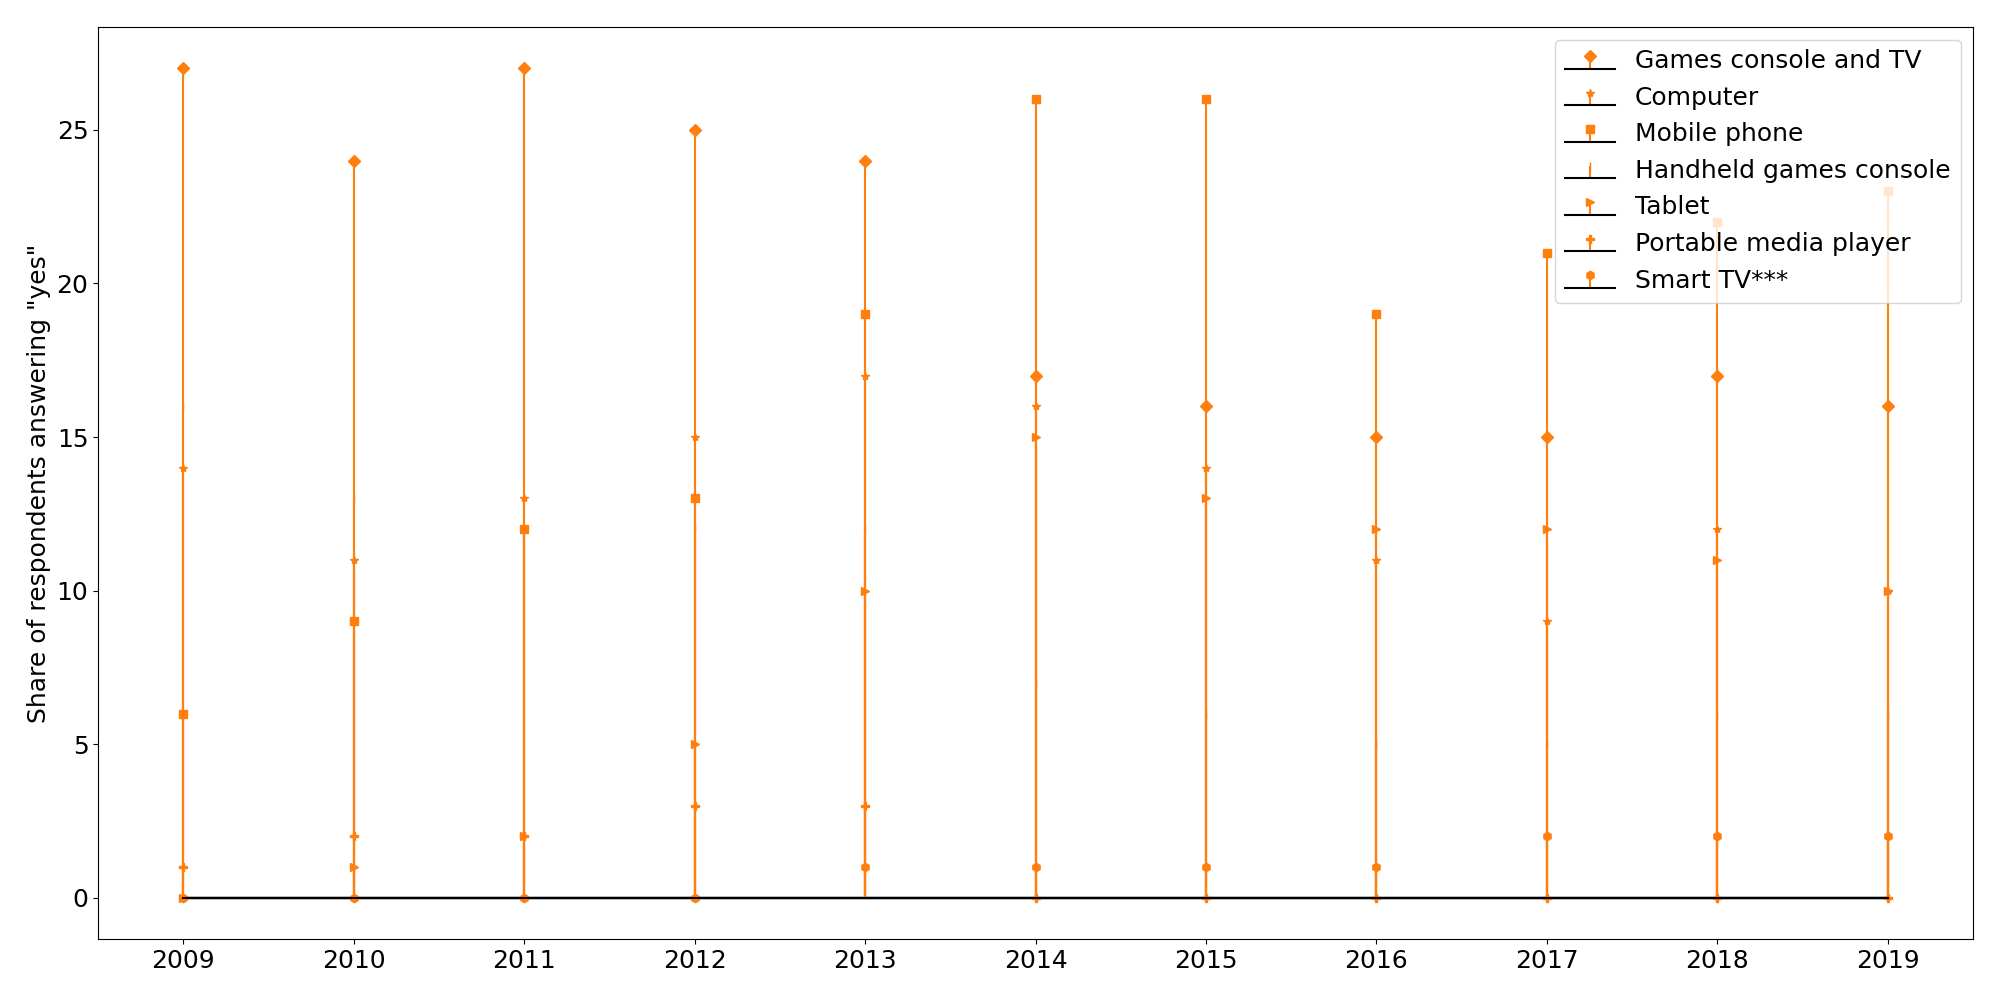 Games console and TV
Computer
Mobile phone
Handheld games console
Tablet
Portable media player
Smart TV***
Share of respondents answering "yes"
25
20
15
10
5
0
2009 2010 2011 2012 2013 2014 2015 2016 2017 2018 2019